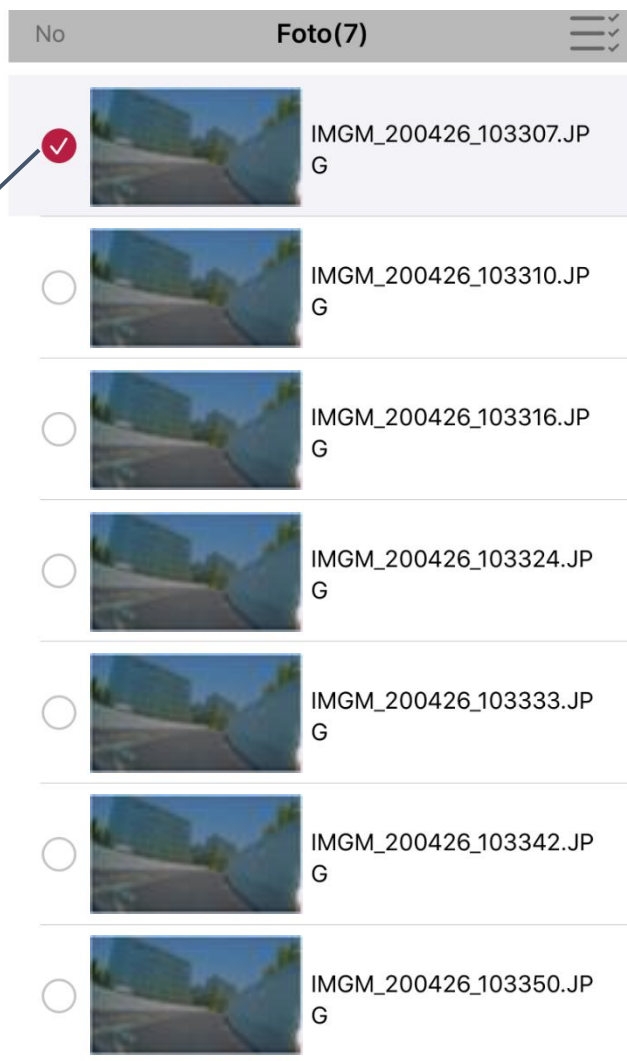 No
Foto(7)
IMGM_200426_103307.JP
G
IMGM_200426_103310.JP
G
IMGM_200426_103316.JP
G
IMGM_200426_103324.JP
G
IMGM_200426_103333.JP
G
IMGM_200426_103342.JP
G
IMGM_200426_103350.JP
G